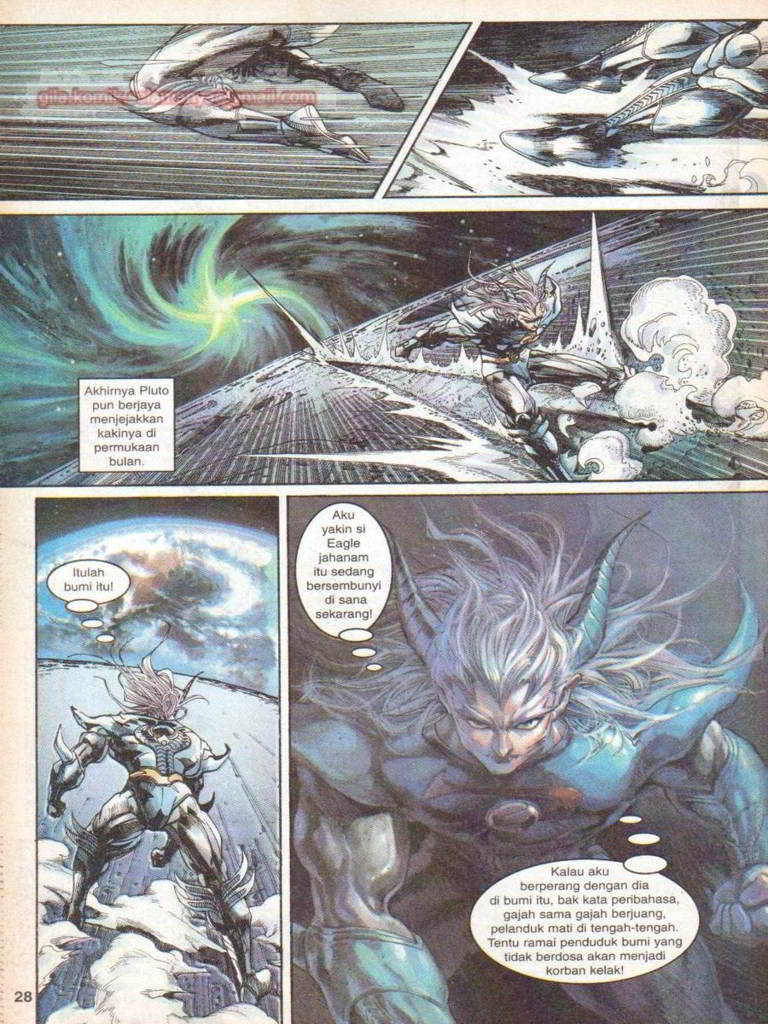 Akhirnya Pluto
pun berjaya
menjejakkan
kakinya di
permukaan
bulan.
Itulah
bumi itu!
Aku
yakin si
Eagle
jahanam
itu sedang
bersembunyi
di sana
sekarang!
Kalau aku
berperang dengan dia
di bumi itu, bak kata peribahasa,
gajah sama gajah berjuang,
pelanduk mati di tengah-tengah.
Tentu ramai penduduk bumi yang
tidak berdosa akan menjadi
korban kelak!
28